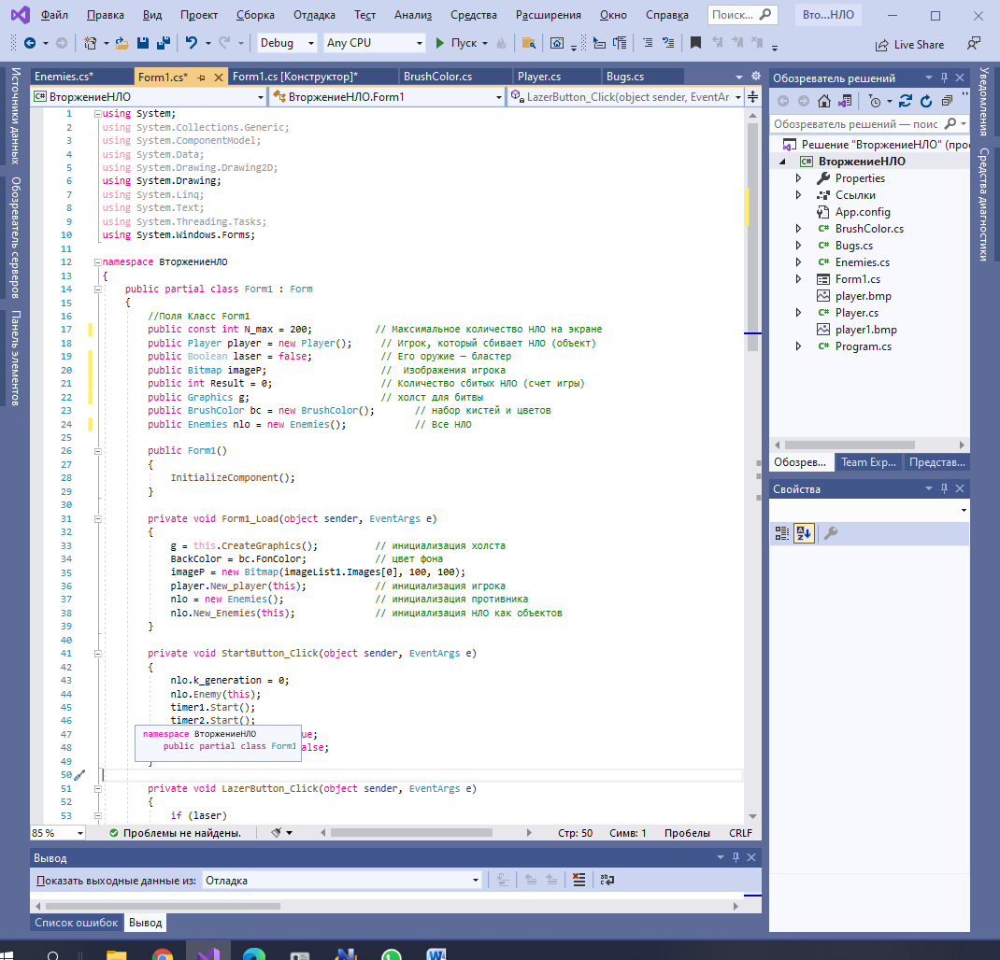 Файл Правка Вид Проект Сборка Отладка Тест Анализ Средства Расширения Окно Справка Поиск... Вто...НЛО
Debug Any CPU Пуск Live Share
Источники данных
Обозреватель серверов
Панель элементов
Enemies.cs* Form1.cs* Form1.cs [Конструктор]* BrushColor.cs Player.cs Bugs.cs
C# ВторжениеНЛО ВторжениеНЛО.Form1 LazerButton_Click(object sender, EventAr
1 using System;
2 using System.Collections.Generic;
3 using System.ComponentModel;
4 using System.Data;
5 using System.Drawing.Drawing2D;
6 using System.Drawing;
7 using System.Linq;
8 using System.Text;
9 using System.Threading.Tasks;
10 using System.Windows.Forms;
11
12 namespace ВторжениеНЛО
13 {
14 public partial class Form1 : Form
15 {
16 //Поля Класс Form1
17 public const int N_max = 200; // Максимальное количество НЛО на экране
18 public Player player = new Player(); // Игрок, который сбивает НЛО (объект)
19 public Boolean laser = false; // Его оружие – бластер
20 public Bitmap imageP; // Изображения игрока
21 public int Result = 0; // Количество сбитых НЛО (счет игры)
22 public Graphics g; // холст для битвы
23 public BrushColor bc = new BrushColor(); // набор кистей и цветов
24 public Enemies nlo = new Enemies(); // Все НЛО
25
26 public Form1()
27 {
28 InitializeComponent();
29 }
30
31 private void Form1_Load(object sender, EventArgs e)
32 {
33 g = this.CreateGraphics(); // инициализация холста
34 BackColor = bc.FonColor; // цвет фона
35 imageP = new Bitmap(imageList1.Images[0], 100, 100);
36 player.New_player(this); // инициализация игрока
37 nlo = new Enemies(); // инициализация противника
38 nlo.New_Enemies(this); // инициализация НЛО как объектов
39 }
40
41 private void StartButton_Click(object sender, EventArgs e)
42 {
43 nlo.k_generation = 0;
44 nlo.Enemy(this);
45 timer1.Start();
46 timer2.Start();
47 namespace ВторжениеНЛО ue;
48 public partial class Form1 alse;
49 }
50
51 private void LazerButton_Click(object sender, EventArgs e)
52 {
53 if (laser)
85 % Проблемы не найдены. Стр: 50 Симв: 1 Пробелы CRLF
Вывод
Показать выходные данные из: Отладка
Список ошибок Вывод
Обозреватель решений
Обозреватель решений — поис
Решение "ВторжениеНЛО" (прое
C# ВторжениеНЛО
Properties
Ссылки
App.config
C# BrushColor.cs
C# Bugs.cs
C# Enemies.cs
Form1.cs
player.bmp
C# Player.cs
player1.bmp
C# Program.cs
Обозрев... Team Exp... Представ...
Свойства
Уведомления
Средства диагностики